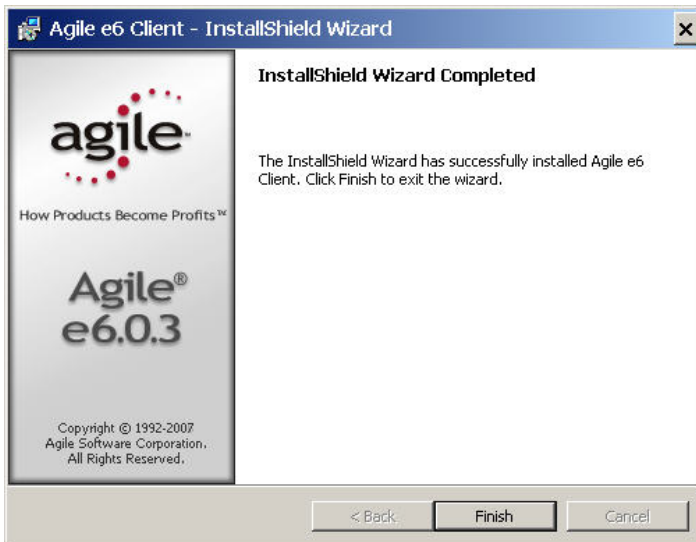 Agile e6 Client - InstallShield Wizard
agile™
How Products Become Profits™
Agile®
e6.0.3
Copyright © 1992-2007
Agile Software Corporation.
All Rights Reserved.
InstallShield Wizard Completed
The InstallShield Wizard has successfully installed Agile e6
Client. Click Finish to exit the wizard.
< Back
Finish
Cancel